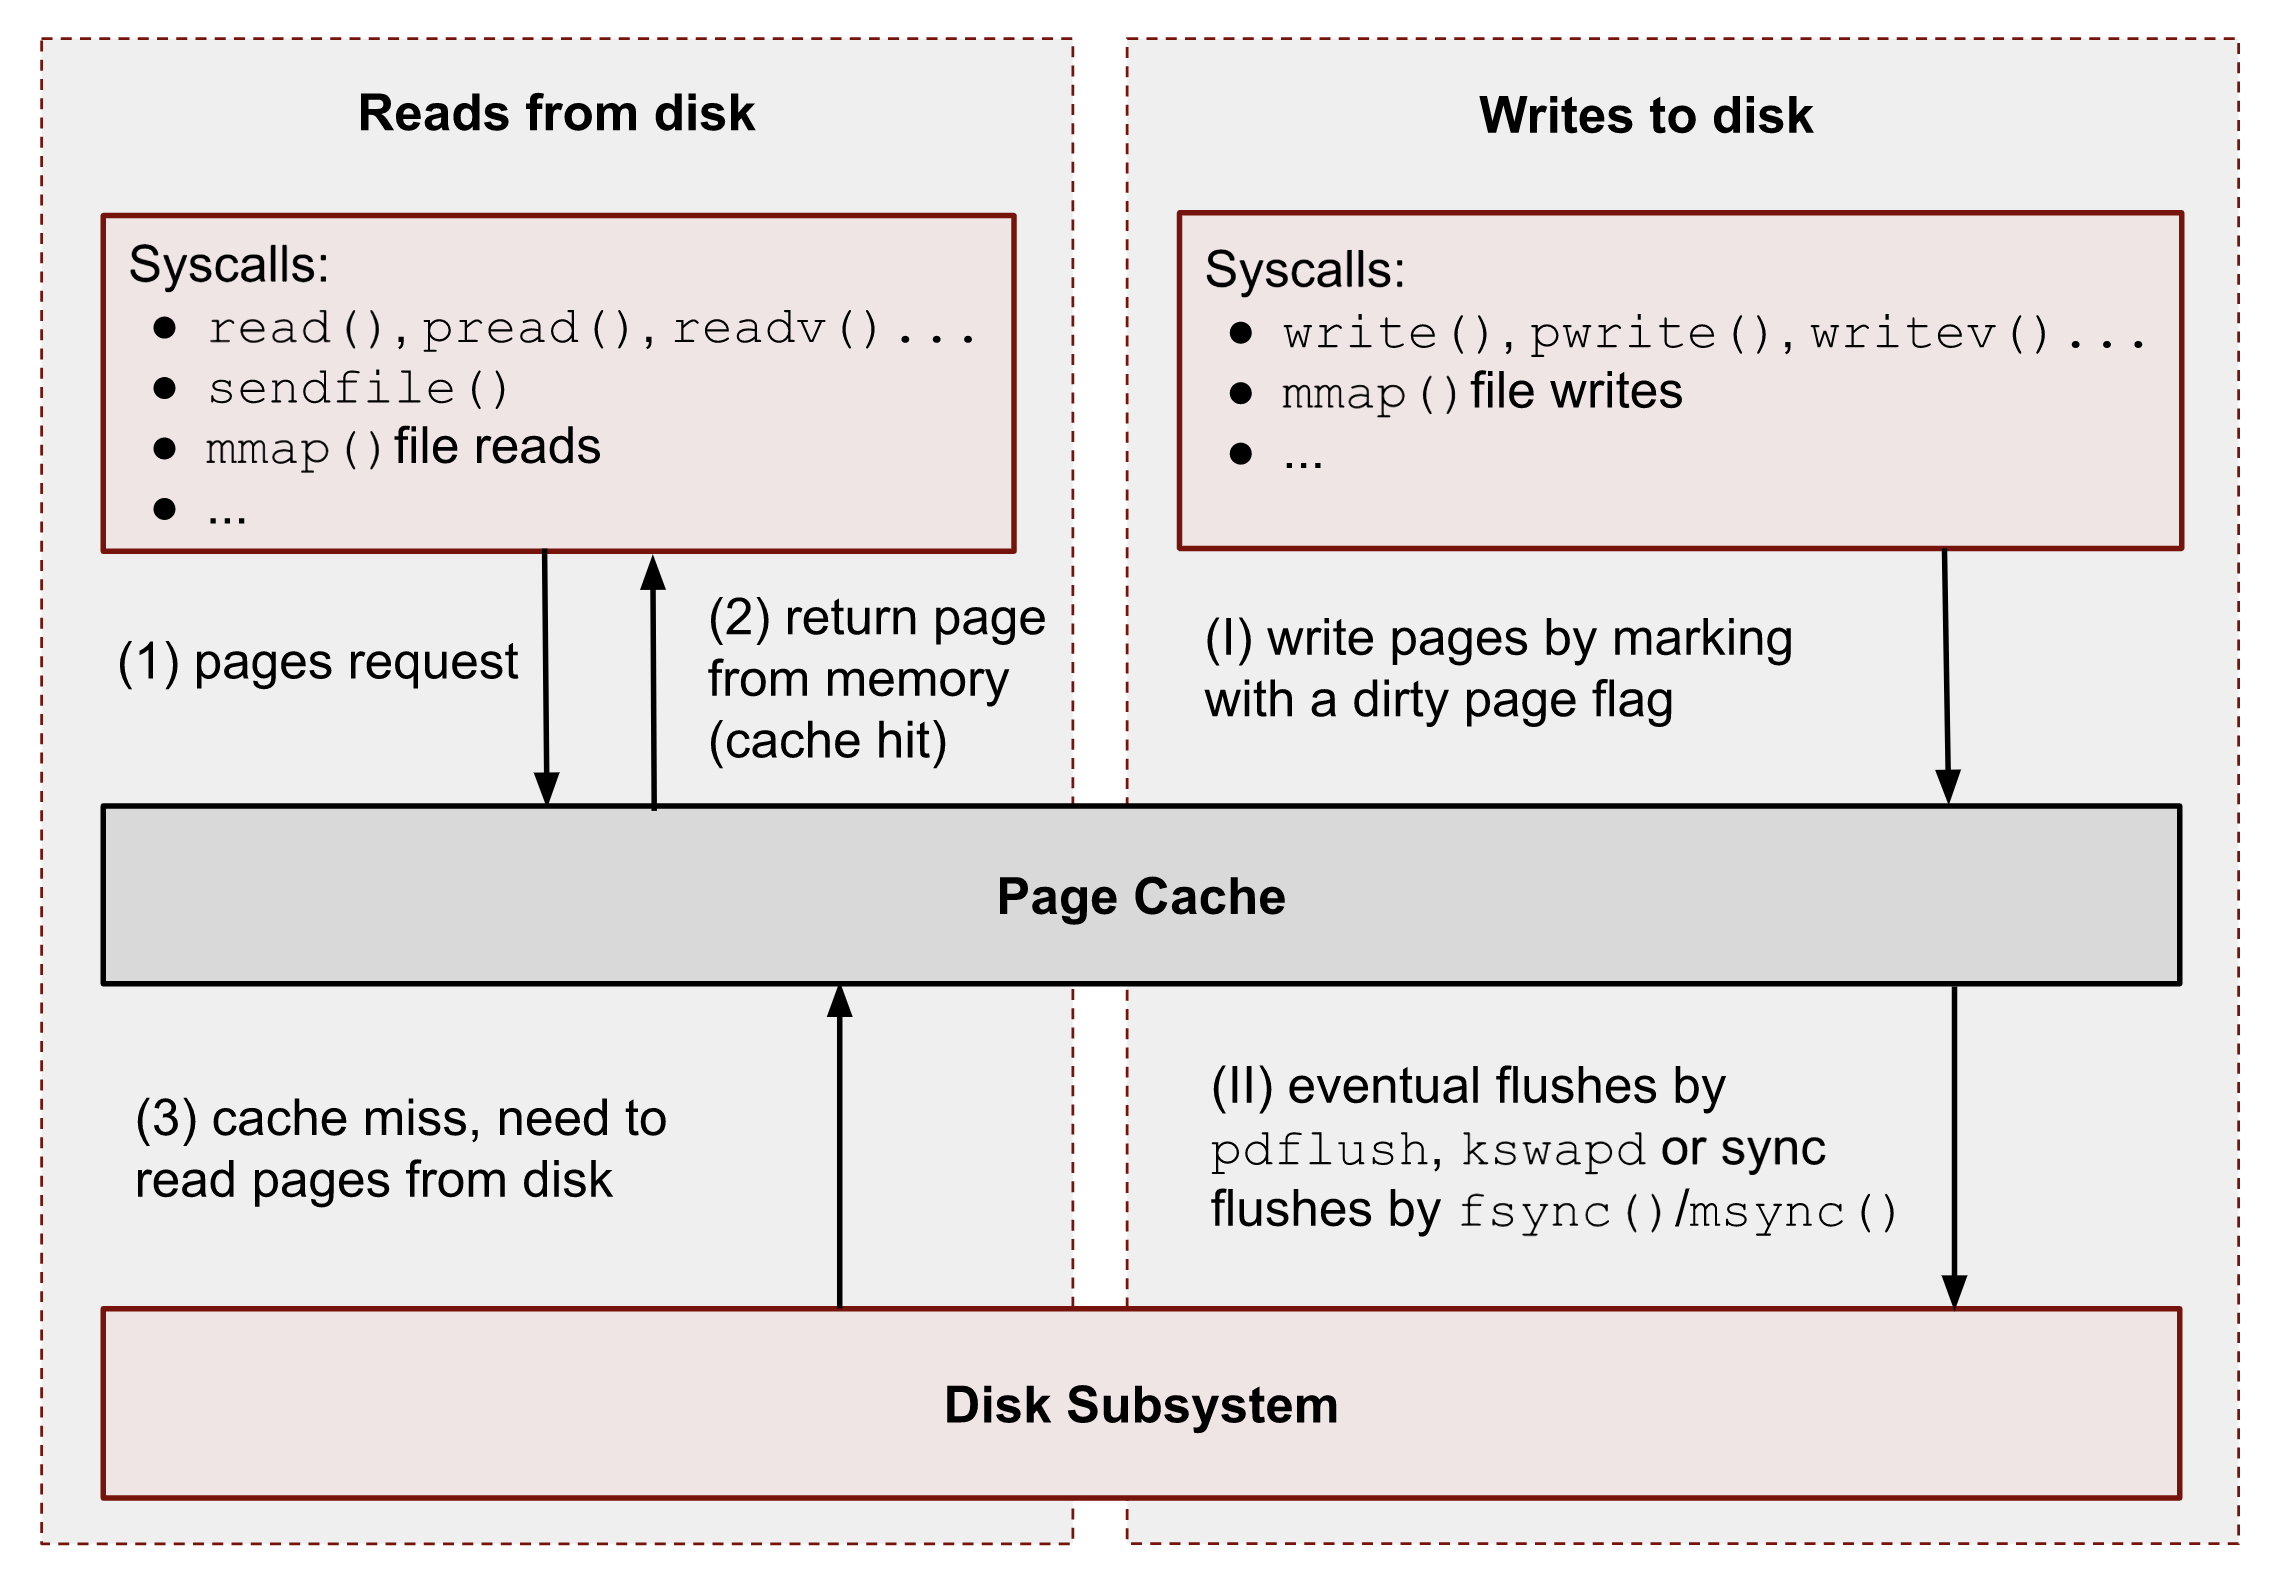 Reads from disk
Syscalls:
● read(), pread(), readv()...
● sendfile()
● mmap() file reads
● ...
(1) pages request
(2) return page
from memory
(cache hit)
Writes to disk
Syscalls:
● write(), pwrite(), writev()...
● mmap() file writes
● ...
(I) write pages by marking
with a dirty page flag
Page Cache
(3) cache miss, need to
read pages from disk
(II) eventual flushes by
pdflush, kswapd or sync
flushes by fsync()/msync()
Disk Subsystem